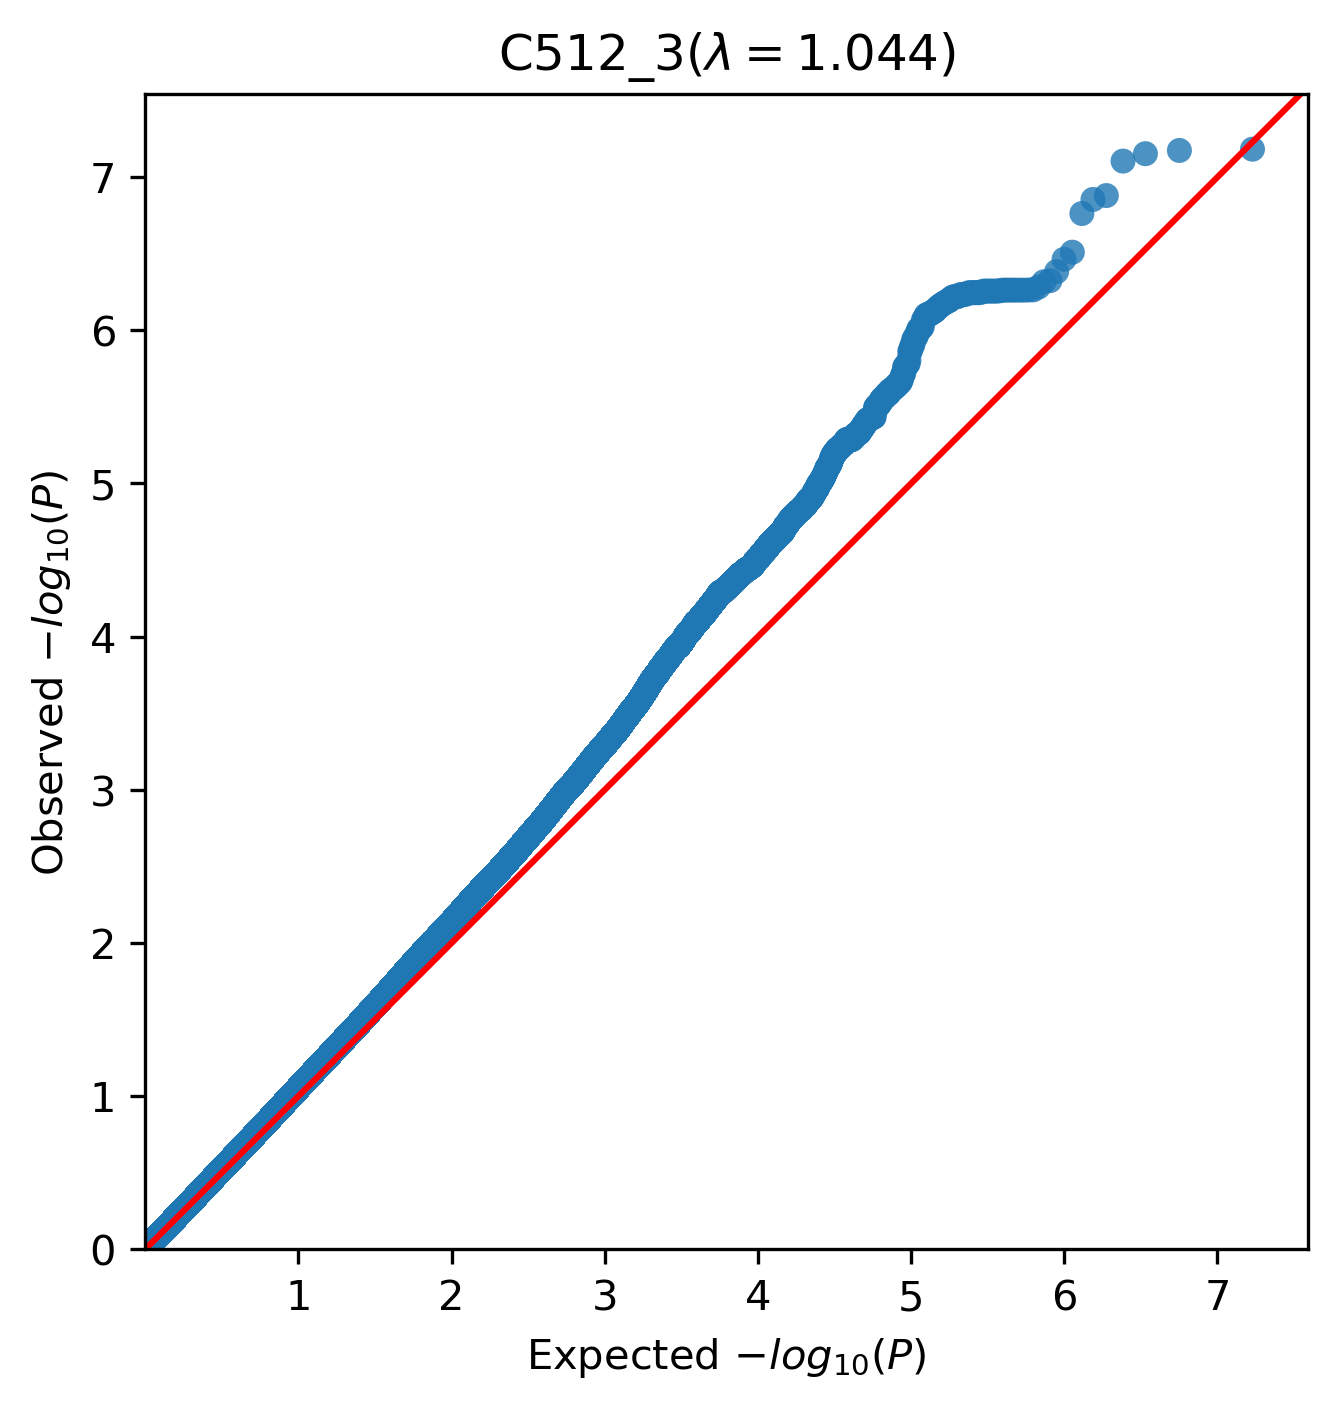 C512_3(λ = 1.044)
Observed −log₁₀(P)
7
6
5
4
3
2
1
0
1 2 3 4 5 6 7
Expected −log₁₀(P)